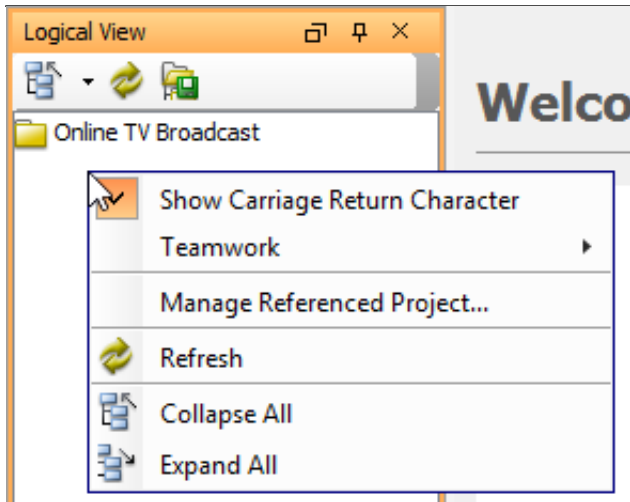 Logical View
Welco
Online TV Broadcast
Show Carriage Return Character
Teamwork
Manage Referenced Project...
Refresh
Collapse All
Expand All